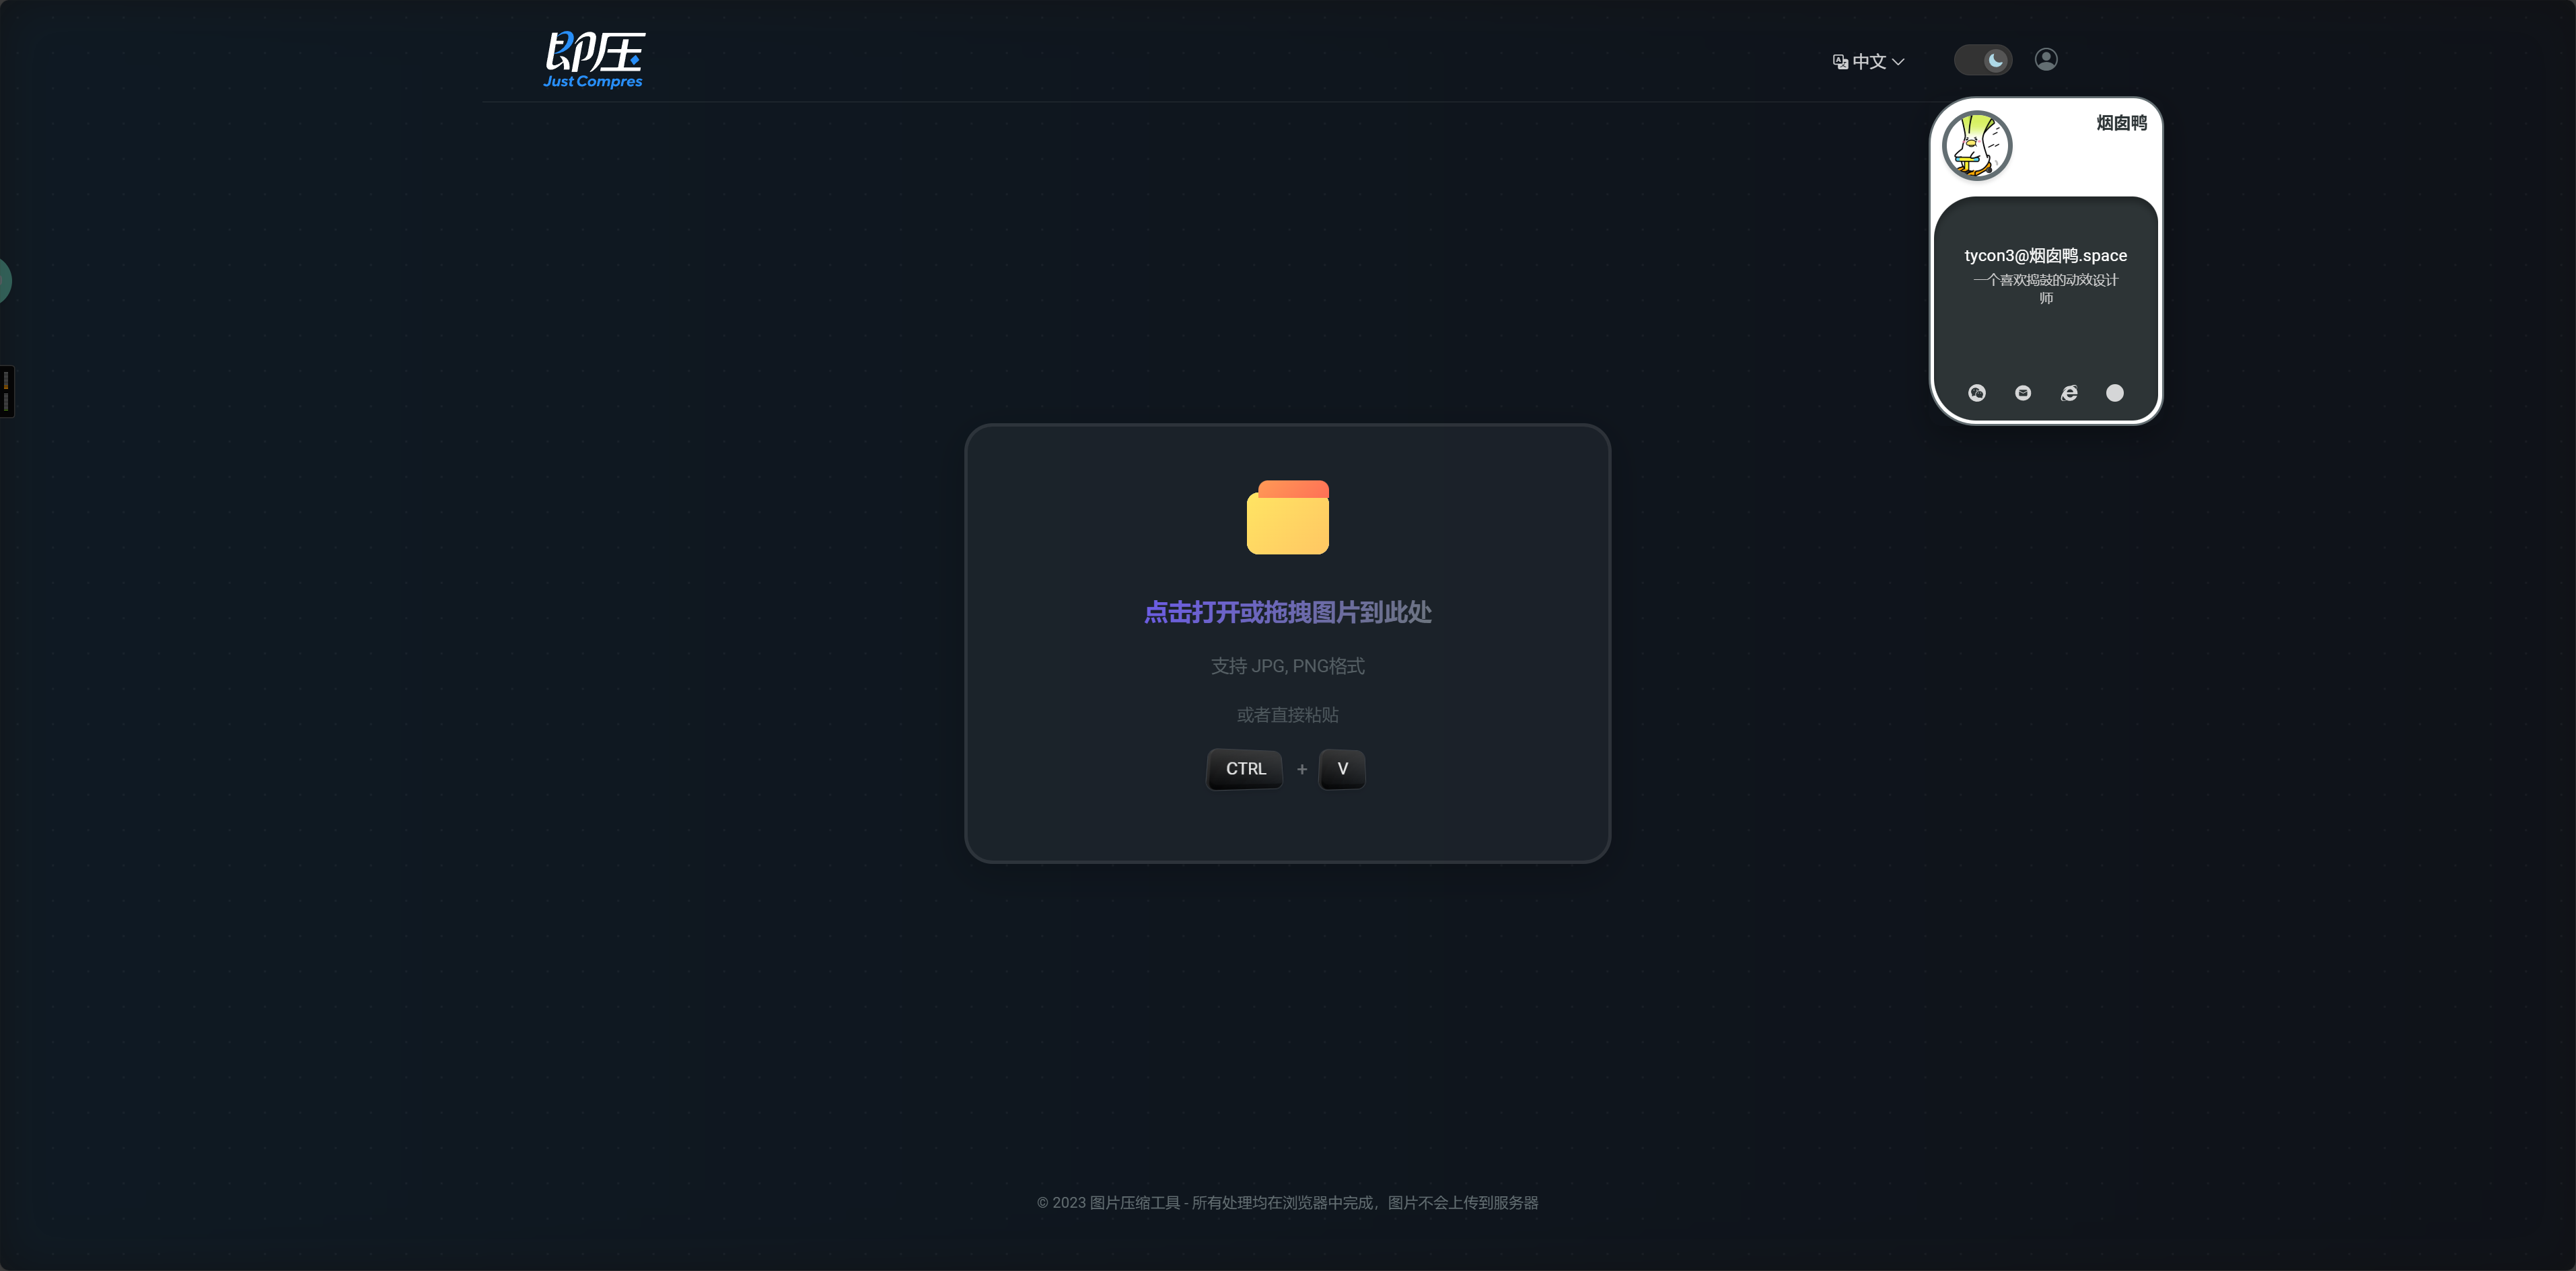 即压
Just Compres
中文
烟囱鸭
tycon3@烟囱鸭.space
一个喜欢捣鼓的动效设计
师
点击打开或拖拽图片到此处
支持 JPG, PNG格式
或者直接粘贴
CTRL + V
© 2023 图片压缩工具 - 所有处理均在浏览器中完成，图片不会上传到服务器